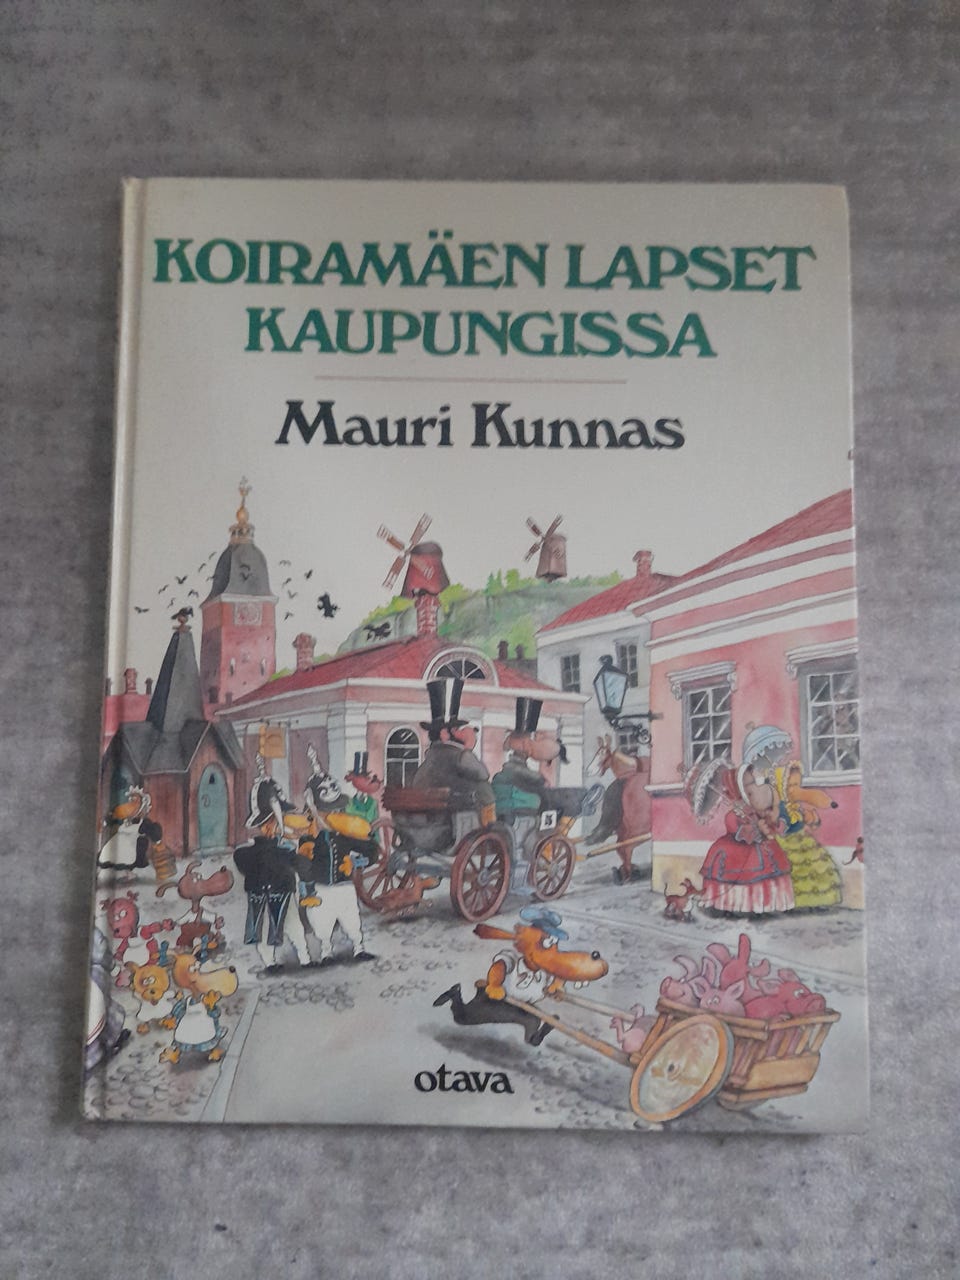 KOIRAMÄEN LAPSET
KAUPUNGISSA
Mauri Kunnas
otava